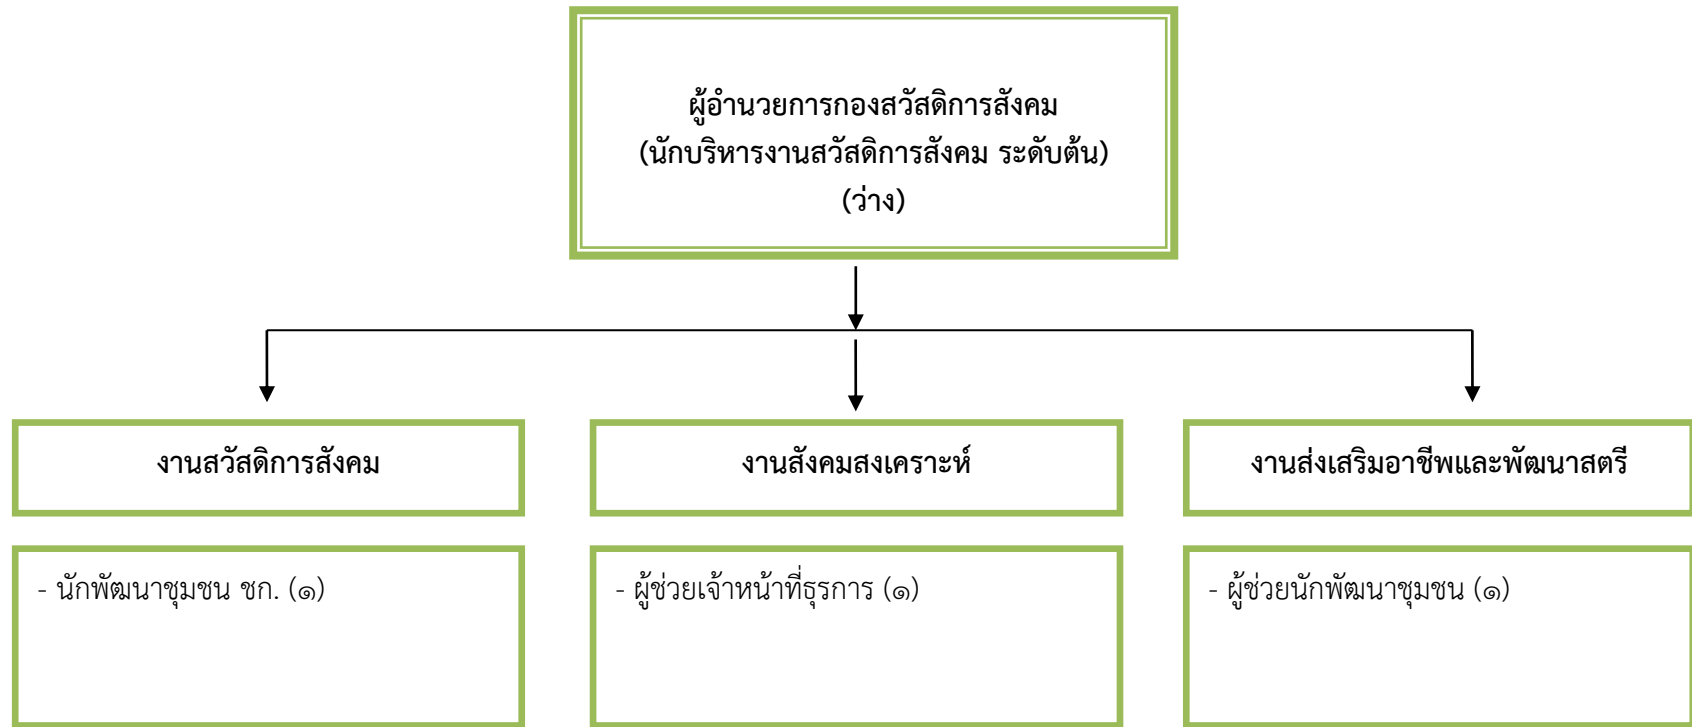 ผู้อำนวยการกองสวัสดิการสังคม
(นักบริหารงานสวัสดิการสังคม ระดับต้น)
(ว่าง)
งานสวัสดิการสังคม
งานสังคมสงเคราะห์
งานส่งเสริมอาชีพและพัฒนาสตรี
- นักพัฒนาชุมชน ชก. (๑)
- ผู้ช่วยเจ้าหน้าที่ธุรการ (๑)
- ผู้ช่วยนักพัฒนาชุมชน (๑)